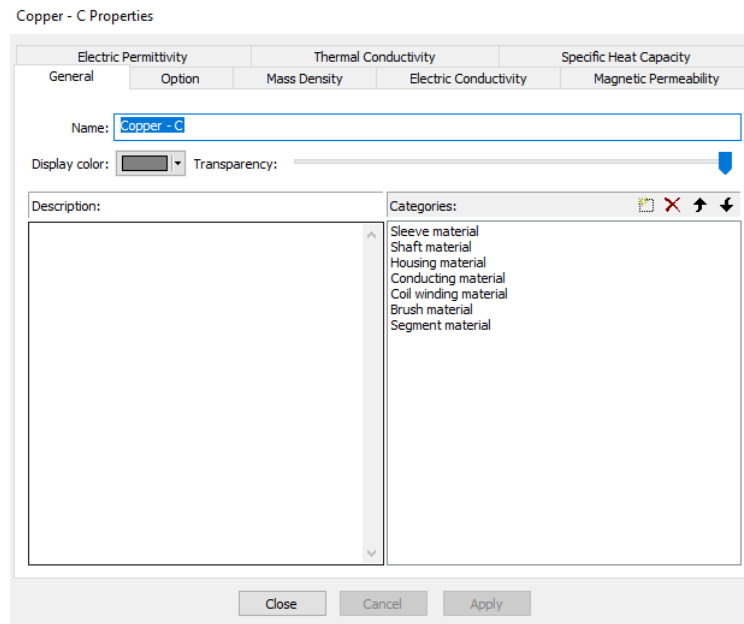 Copper - C Properties
Electric Permittivity Thermal Conductivity Specific Heat Capacity
General Option Mass Density Electric Conductivity Magnetic Permeability
Name: Copper - C
Display color: Transparency:
Description: Categories:
Sleeve material
Shaft material
Housing material
Conducting material
Coil winding material
Brush material
Segment material
Close Cancel Apply